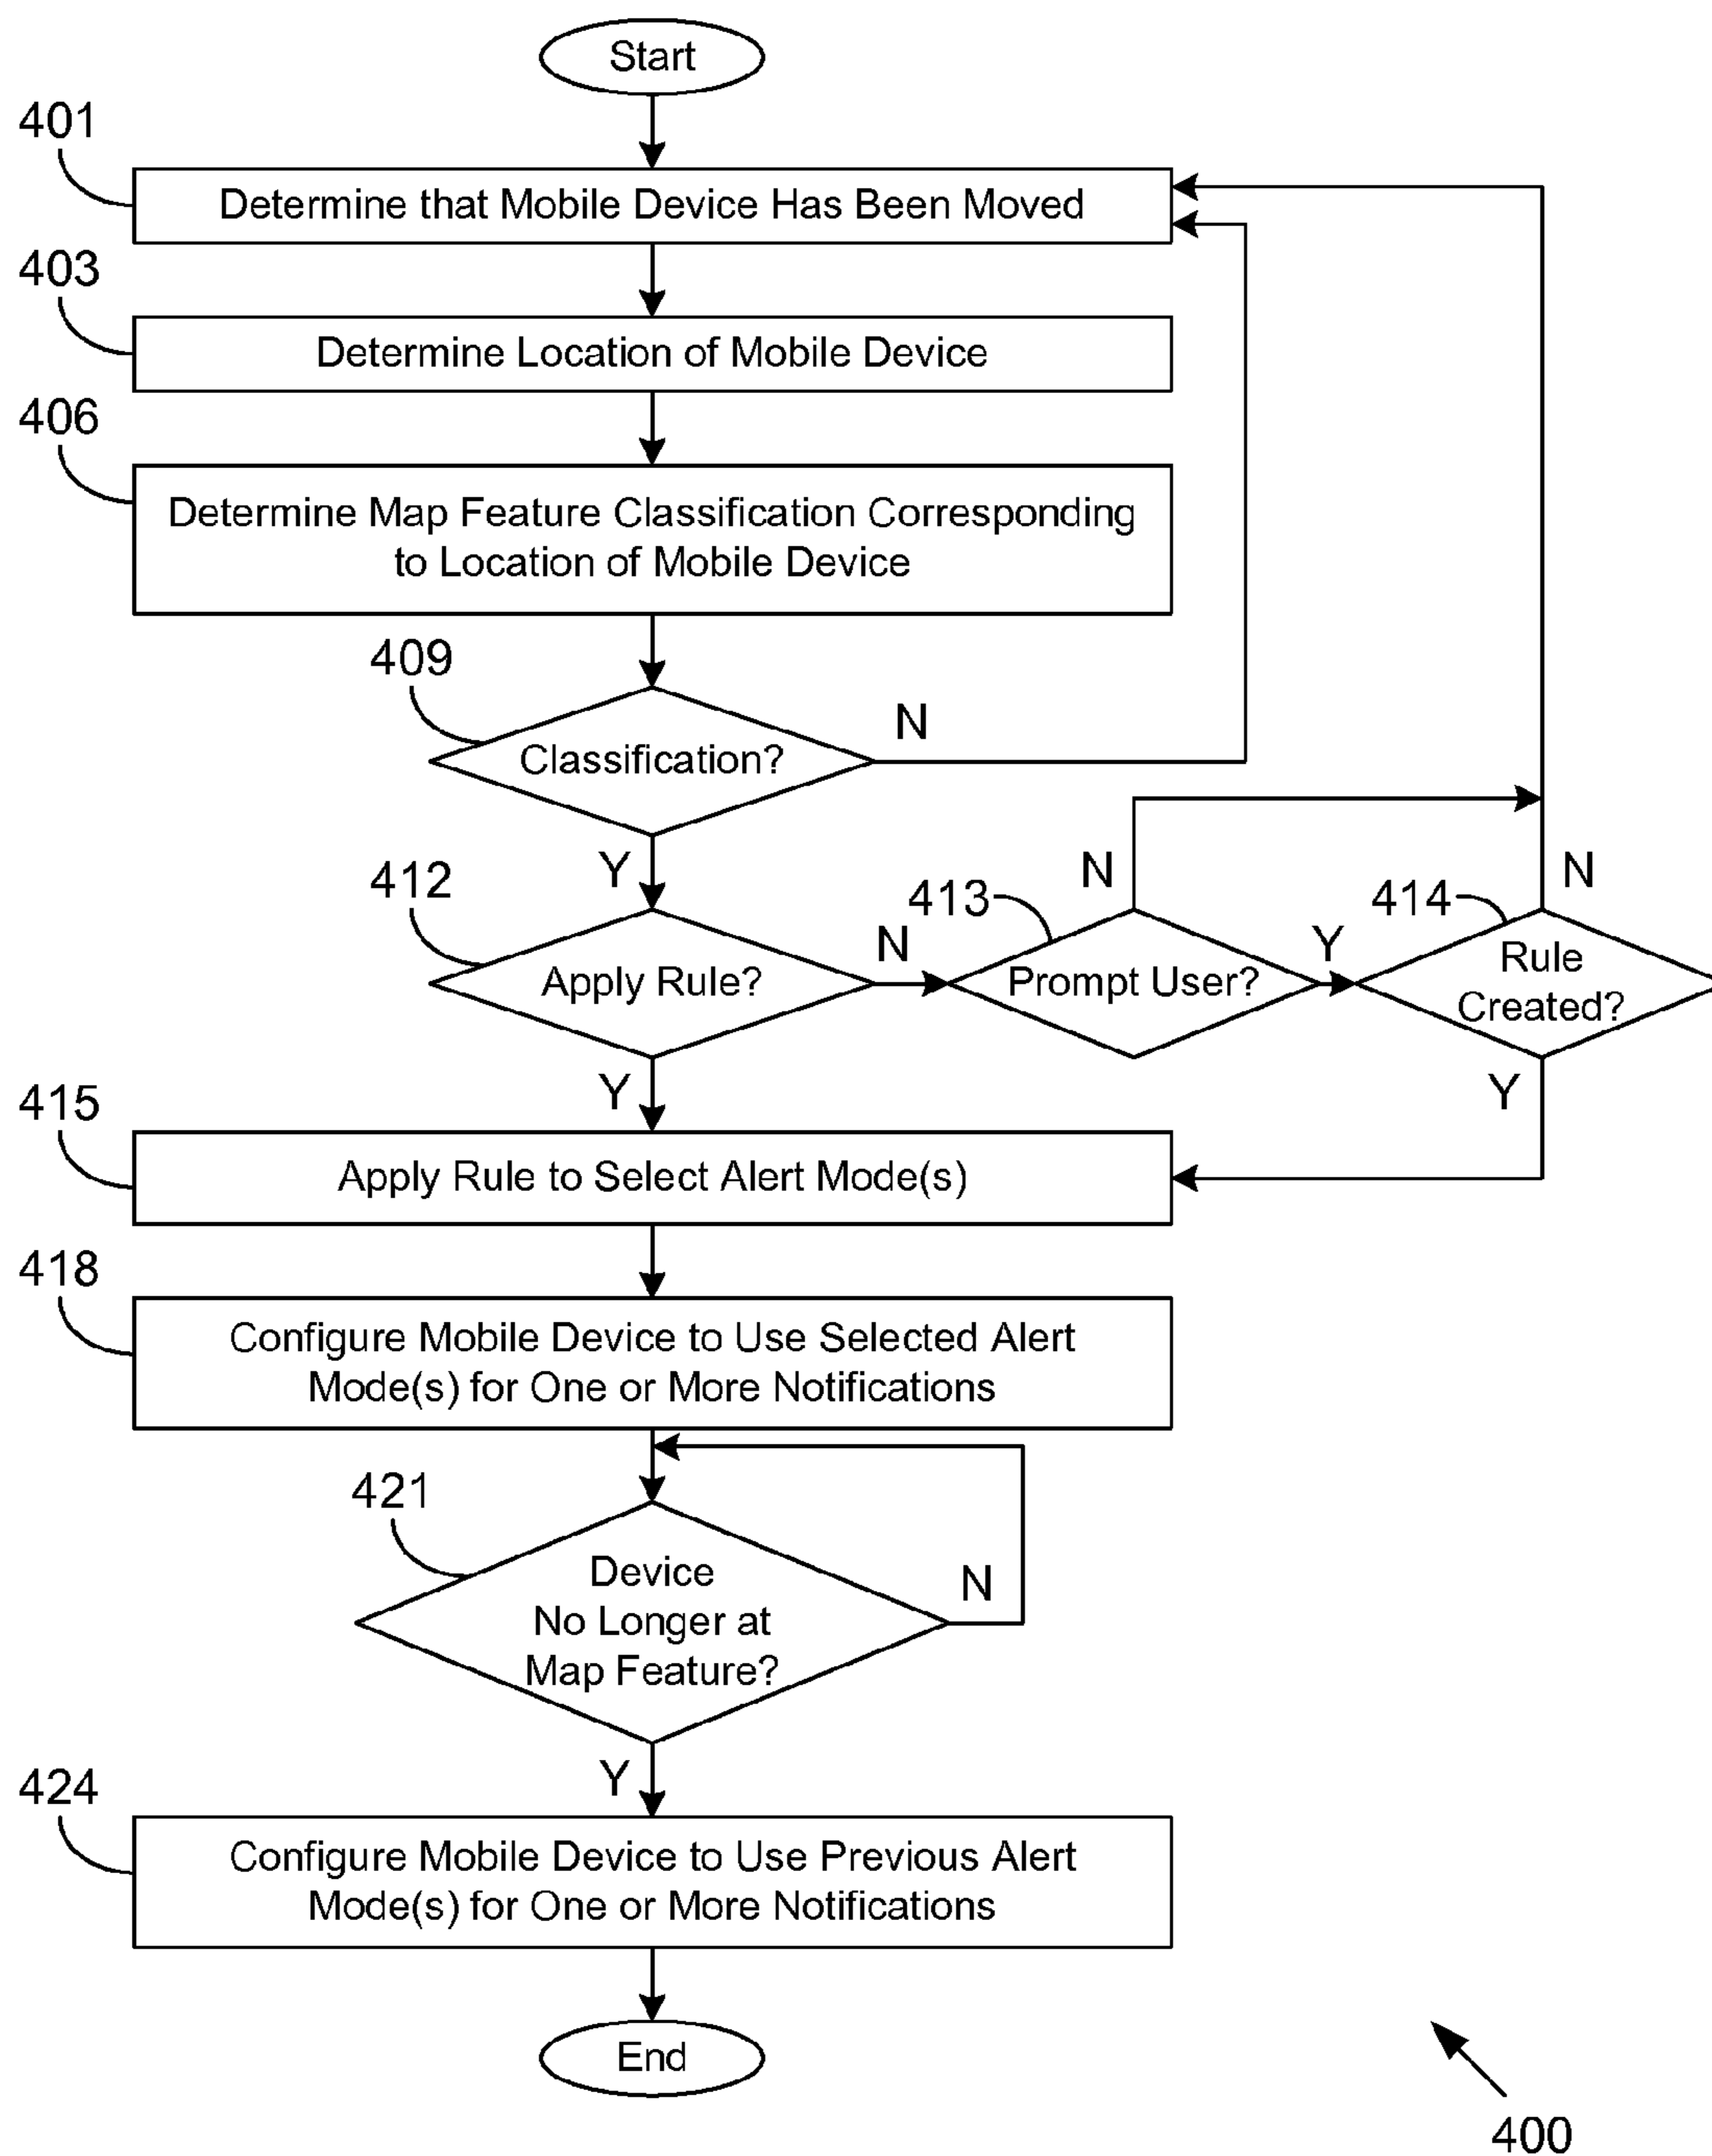 Start
401
Determine that Mobile Device Has Been Moved
403
Determine Location of Mobile Device
406
Determine Map Feature Classification Corresponding
to Location of Mobile Device
409
Classification?
N
Y
412
Apply Rule?
N
413
Prompt User?
N
Y
414
Rule
Created?
N
Y
Y
415
Apply Rule to Select Alert Mode(s)
418
Configure Mobile Device to Use Selected Alert
Mode(s) for One or More Notifications
421
Device
No Longer at
Map Feature?
N
Y
424
Configure Mobile Device to Use Previous Alert
Mode(s) for One or More Notifications
End
400